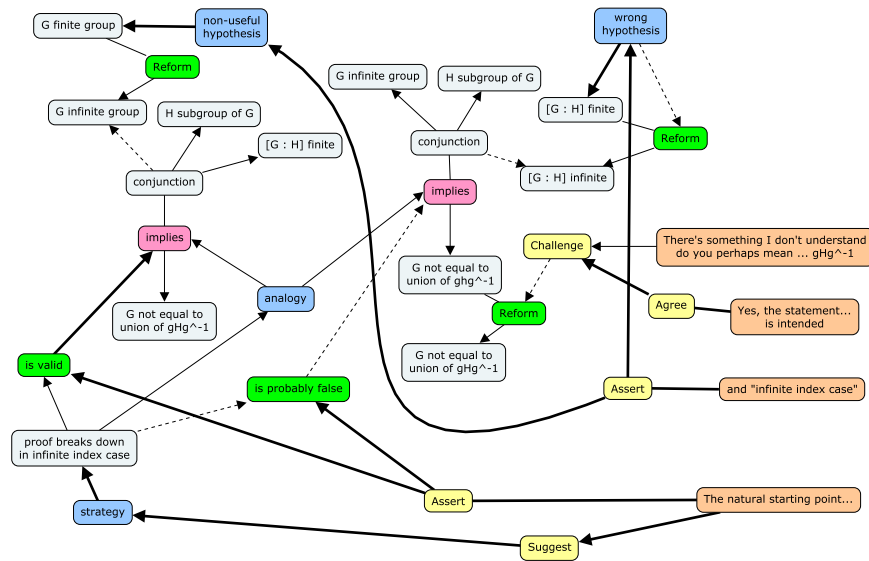 G finite group
non-useful
hypothesis
wrong
hypothesis
Reform
G infinite group
H subgroup of G
G infinite group
H subgroup of G
[G : H] finite
[G : H] finite
conjunction
Reform
conjunction
[G : H] infinite
implies
implies
Challenge
There's something I don't understand
do you perhaps mean ... gHg^-1
G not equal to
union of ghg^-1
analogy
G not equal to
union of gHg^-1
Reform
Agree
Yes, the statement...
is intended
G not equal to
union of gHg^-1
is valid
is probably false
Assert
and "infinite index case"
proof breaks down
in infinite index case
strategy
Assert
The natural starting point...
Suggest